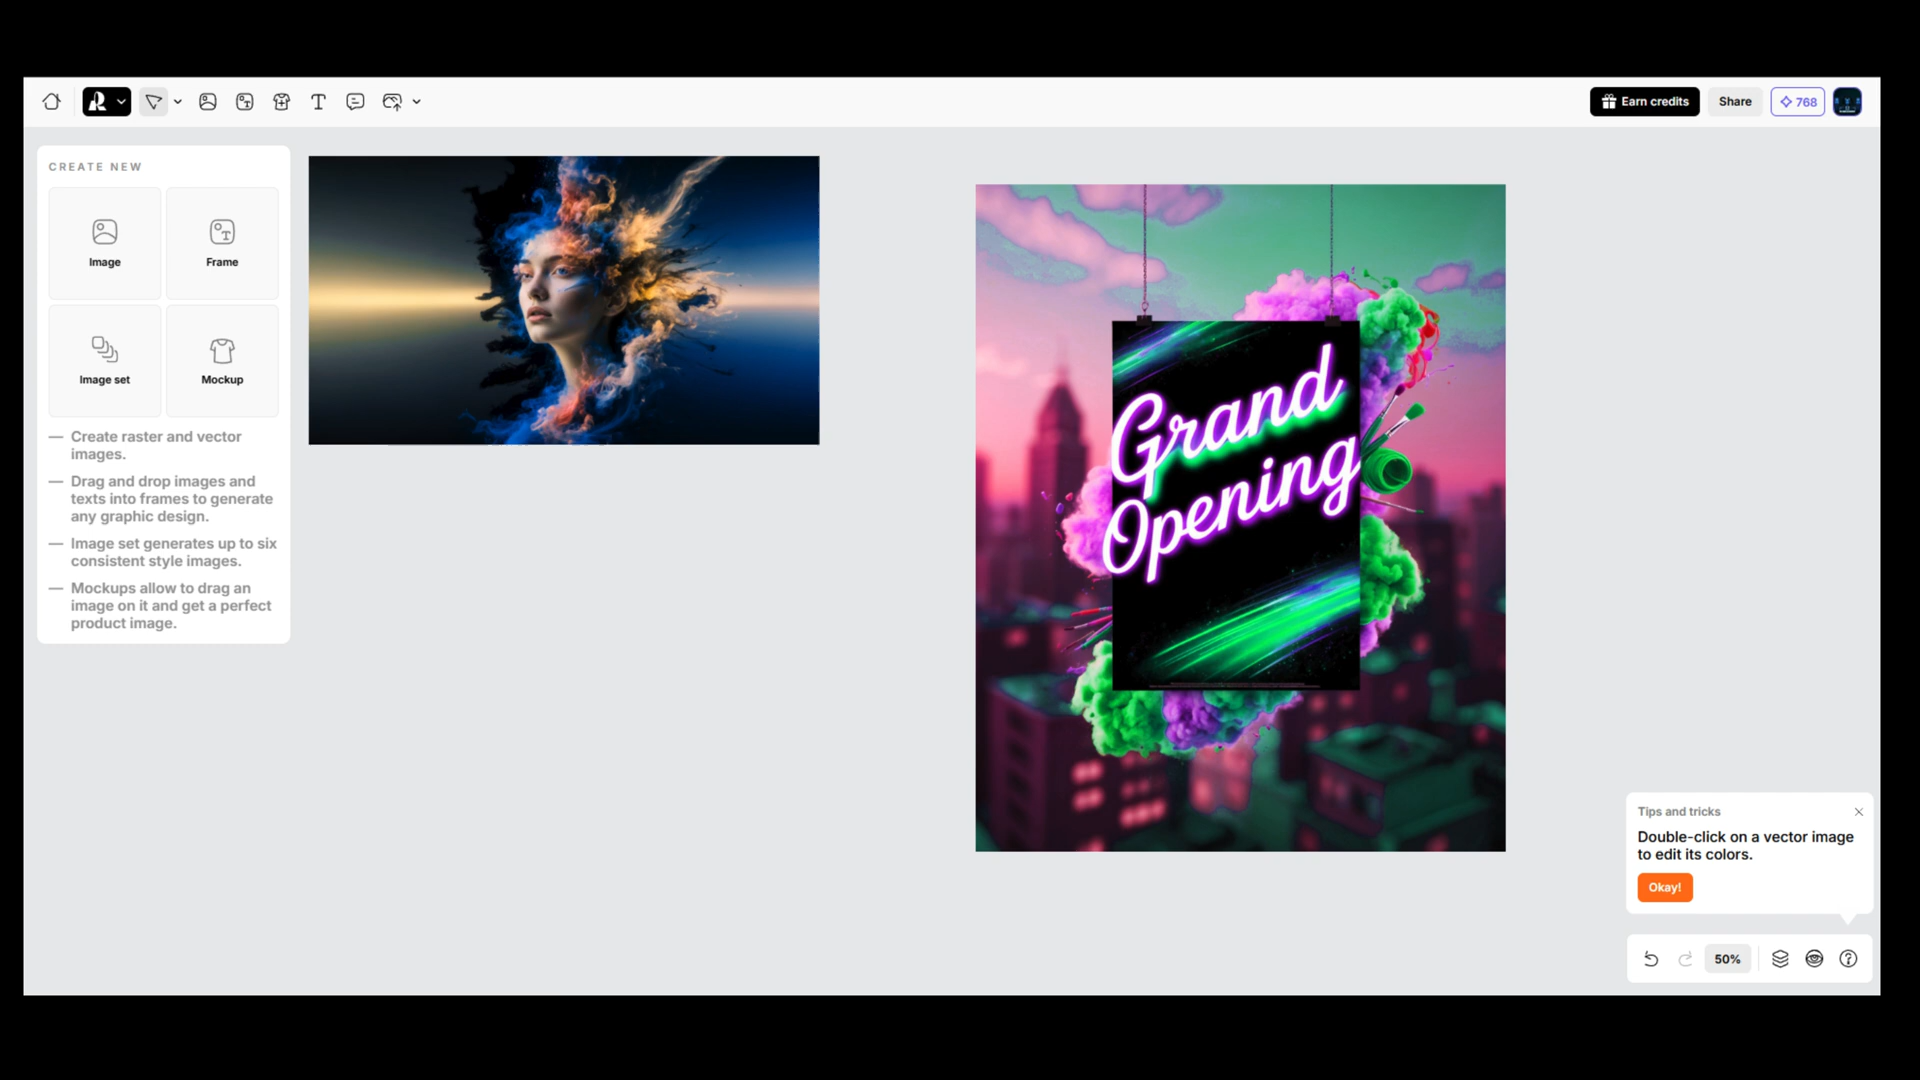 Earn credits
Share
768
CREATE NEW
Image
Frame
Image set
Mockup
— Create raster and vector
images.
— Drag and drop images and
texts into frames to generate
any graphic design.
— Image set generates up to six
consistent style images.
— Mockups allow to drag an
image on it and get a perfect
product image.
Grand
Opening
Tips and tricks
Double-click on a vector image
to edit its colors.
Okay!
50%